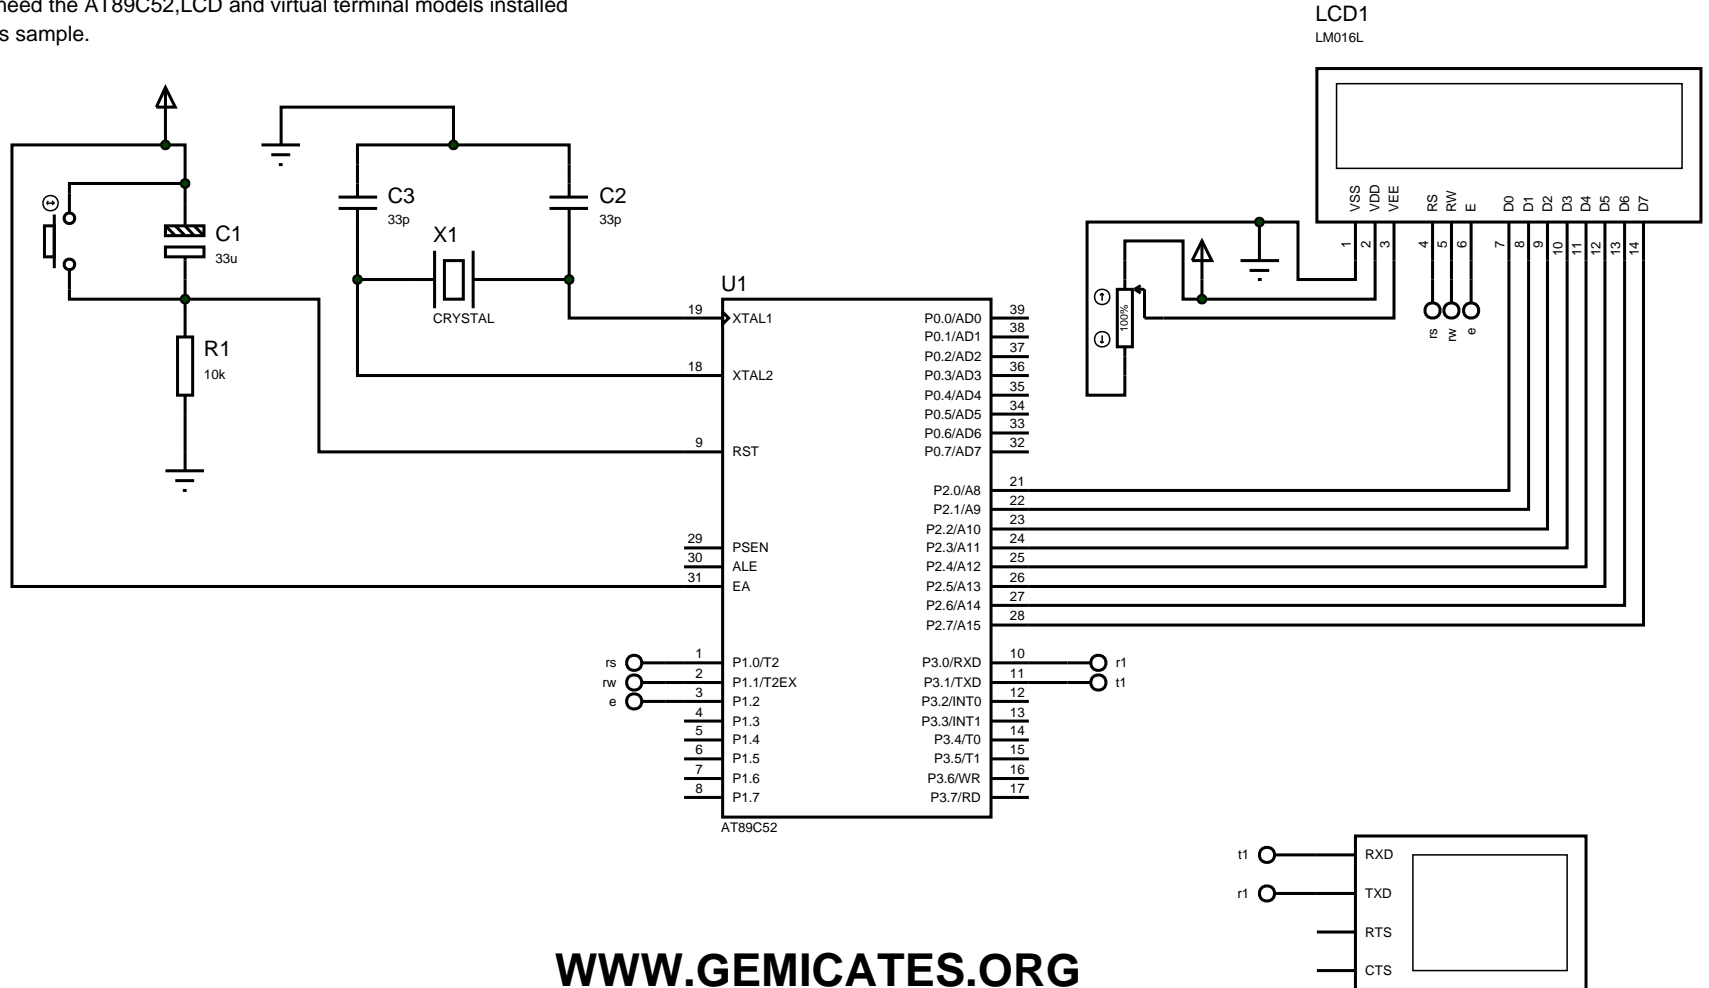 need the AT89C52,LCD and virtual terminal models installed
s sample.
LCD1
LM016L
VSS
VDD
VEE
RS
RW
E
D0
D1
D2
D3
D4
D5
D6
D7
1
2
3
4
5
6
7
8
9
10
11
12
13
14
rs
rw
e
100%
C1
33u
R1
10k
C3
33p
C2
33p
X1
CRYSTAL
U1
19 XTAL1
18 XTAL2
9 RST
29 PSEN
30 ALE
31 EA
rs 1 P1.0/T2
rw 2 P1.1/T2EX
e 3 P1.2
4 P1.3
5 P1.4
6 P1.5
7 P1.6
8 P1.7
P0.0/AD0 39
P0.1/AD1 38
P0.2/AD2 37
P0.3/AD3 36
P0.4/AD4 35
P0.5/AD5 34
P0.6/AD6 33
P0.7/AD7 32
P2.0/A8 21
P2.1/A9 22
P2.2/A10 23
P2.3/A11 24
P2.4/A12 25
P2.5/A13 26
P2.6/A14 27
P2.7/A15 28
P3.0/RXD 10 r1
P3.1/TXD 11 t1
P3.2/INT0 12
P3.3/INT1 13
P3.4/T0 14
P3.5/T1 15
P3.6/WR 16
P3.7/RD 17
AT89C52
t1 RXD
r1 TXD
RTS
CTS
WWW.GEMICATES.ORG